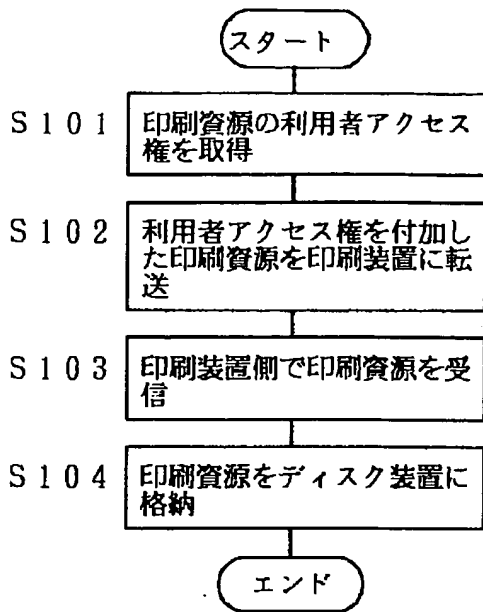 スタート
S101 印刷資源の利用者アクセス
権を取得
S102 利用者アクセス権を付加し
た印刷資源を印刷装置に転
送
S103 印刷装置側で印刷資源を受
信
S104 印刷資源をディスク装置に
格納
エンド